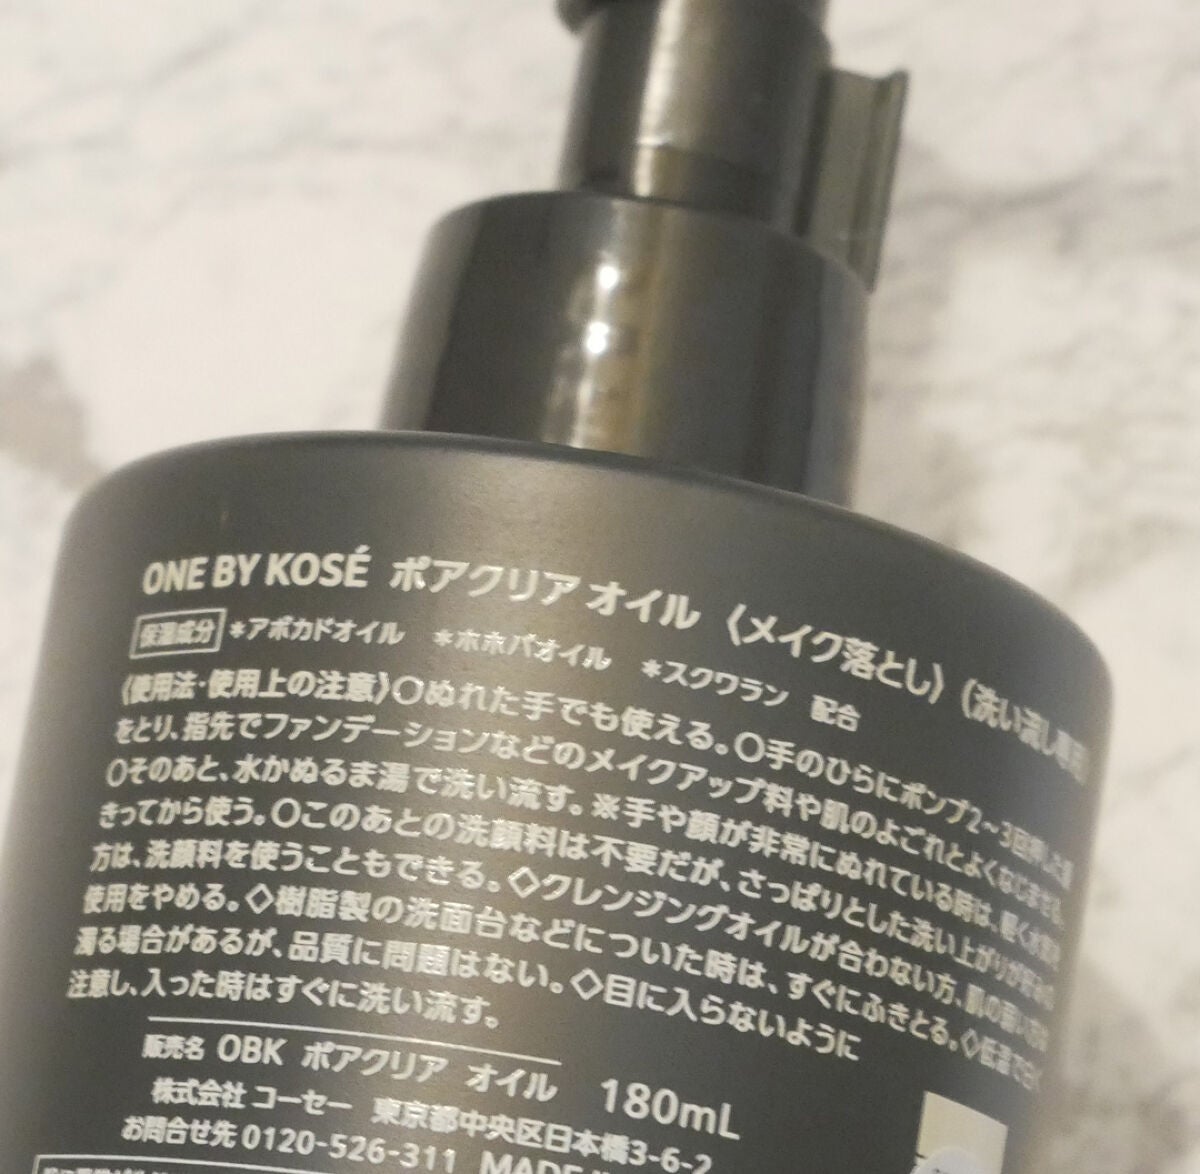 ONE BY KOSÉ ポアクリア オイル 〈メイク落とし〉〈洗い流し専用〉
保湿成分 *アボカドオイル *ホホバオイル *スクワラン 配合
〈使用法・使用上の注意〉○ぬれた手でも使える。○手のひらにポンプ2~3回押した量
をとり、指先でファンデーションなどのメイクアップ料や肌のよごれとよくなじませる。
○そのあと、水かぬるま湯で洗い流す。※手や顔が非常にぬれている時は、軽く水気を
きってから使う。○このあとの洗顔料は不要だが、さっぱりとした洗い上がりが好みの
方は、洗顔料を使うこともできる。◇クレンジングオイルが合わない方、肌の弱い方は
使用をやめる。◇樹脂製の洗面台などについた時は、すぐにふきとる。◇低温で白く
濁る場合があるが、品質に問題はない。◇目に入らないように
注意し、入った時はすぐに洗い流す。
販売名 OBK ポアクリア オイル 180mL
株式会社 コーセー 東京都中央区日本橋3-6-2
お問合せ先 0120-526-311 MADE